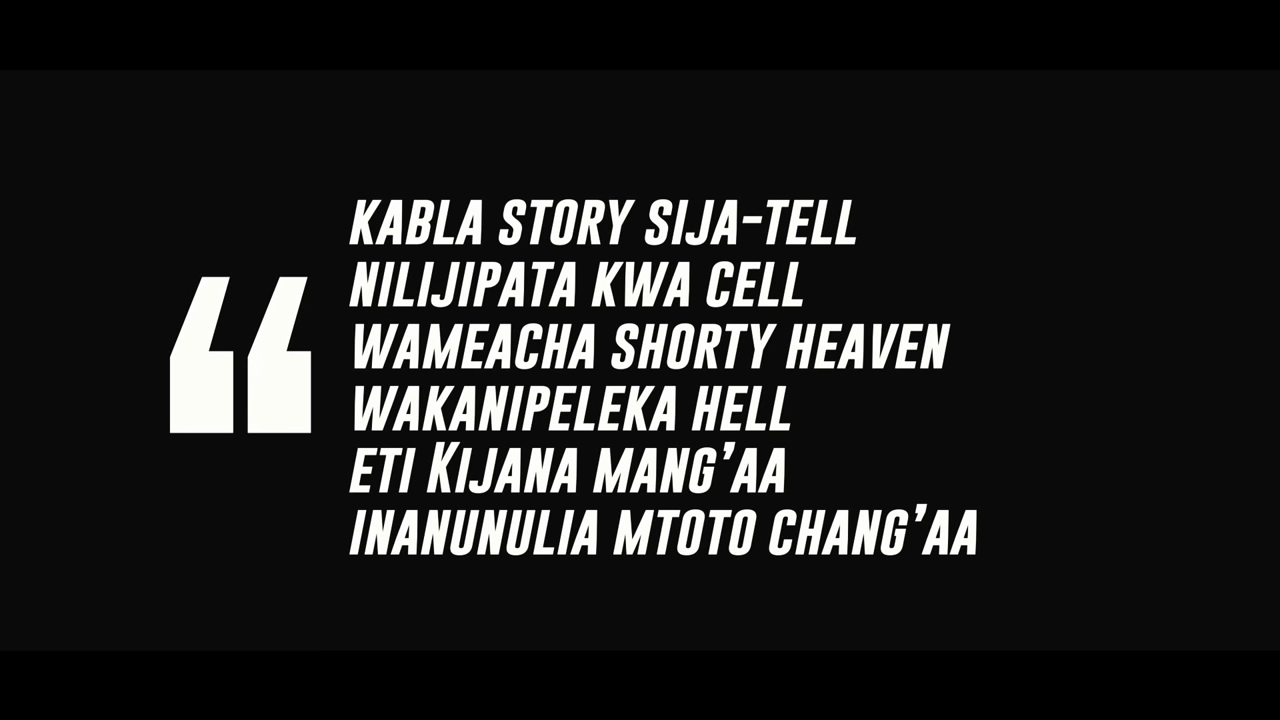 “
KABLA STORY SIJA-TELL
NILIJIPATA KWA CELL
WAMEACHA SHORTY HEAVEN
WAKANIPELEKA HELL
ETI KIJANA MANG’AA
INANUNULIA MTOTO CHANG’AA